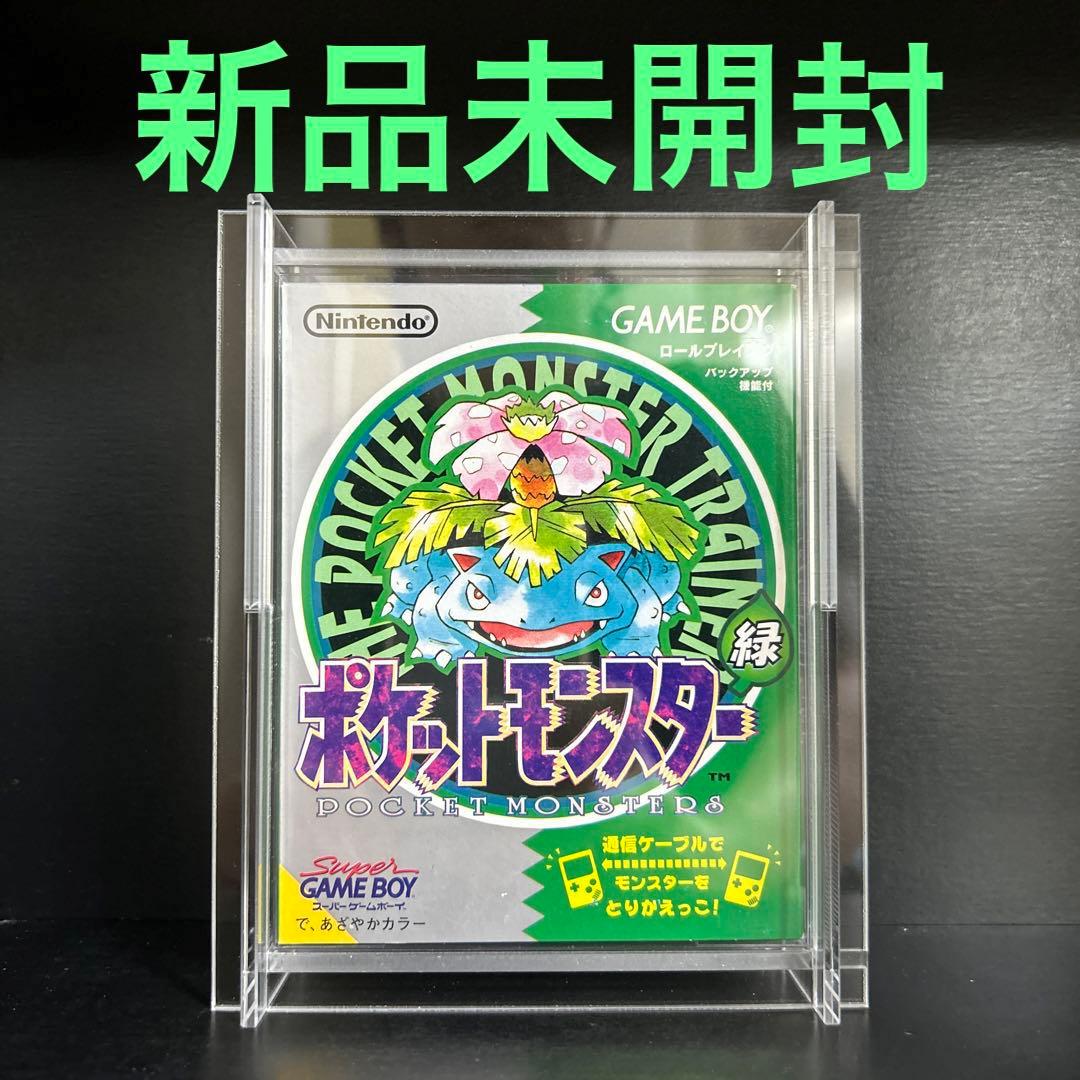 新品未開封
Nintendo
GAME BOY
ロールプレイング
バックアップ
機能付
THE POCKET MONSTER TRAINER
緑
ポケットモンスター
TM
POCKET MONSTERS
通信ケーブルで
モンスターを
とりかえっこ!
Super
GAME BOY
スーパーゲームボーイ
で、あざやかカラー